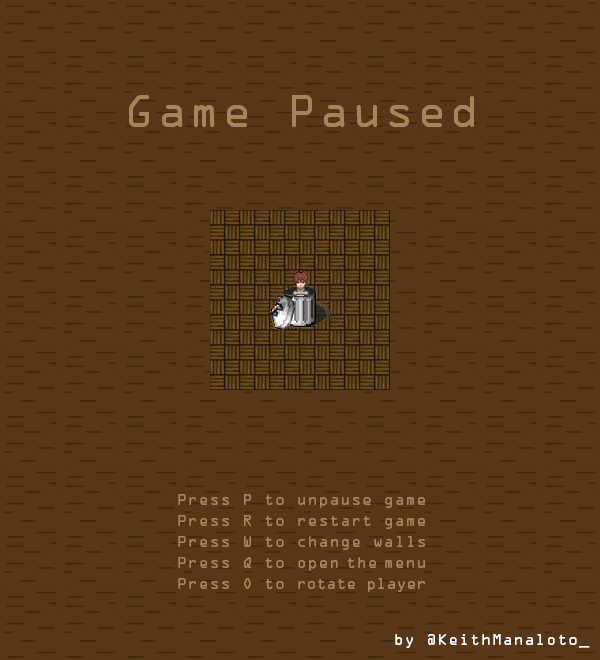 Game Paused
Press P to unpause game
Press R to restart game
Press W to change walls
Press Q to open the menu
Press O to rotate player
by @KeithManaloto_